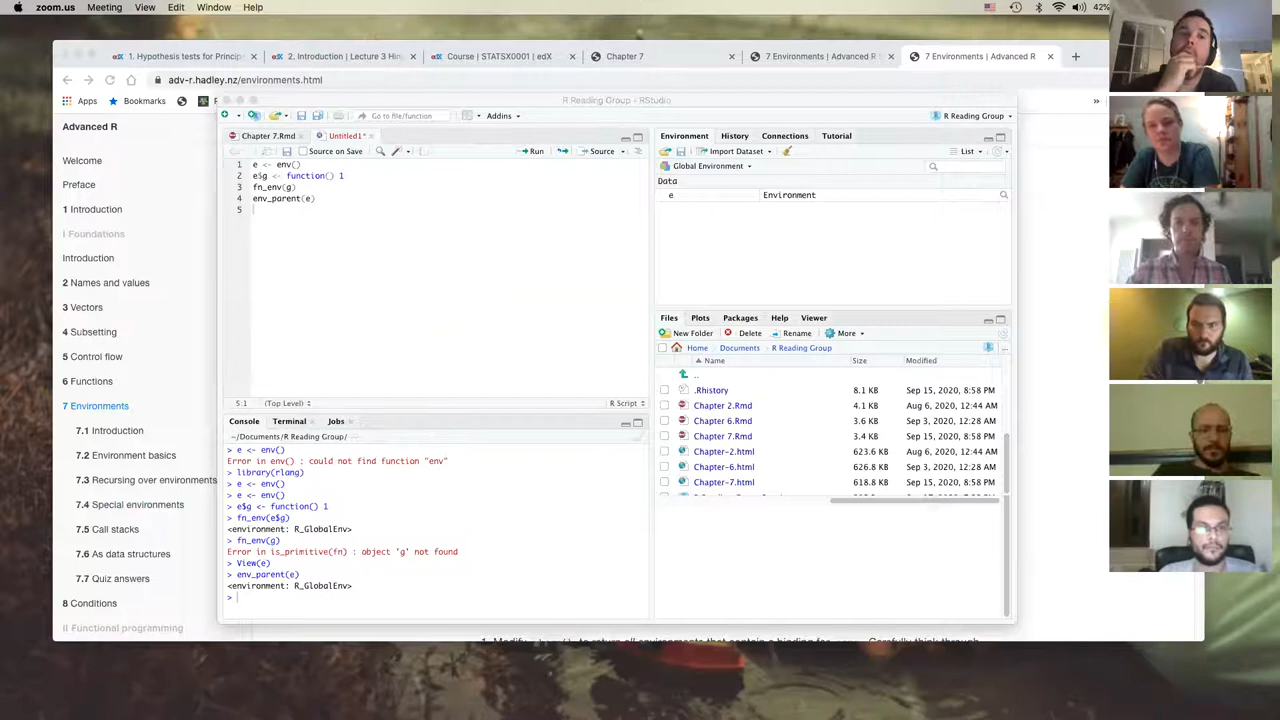 zoom.us Meeting View Edit Window Help 42%
1. Hypothesis tests for Princip 2. Introduction | Lecture 3 Hi Course | STATSX0001 | edX Chapter 7 7 Environments | Advanced R 7 Environments | Advanced R
adv-r.hadley.nz/environments.html
Apps Bookmarks
Advanced R
Welcome
Preface
1 Introduction
I Foundations
Introduction
2 Names and values
3 Vectors
4 Subsetting
5 Control flow
6 Functions
7 Environments
7.1 Introduction
7.2 Environment basics
7.3 Recursing over environments
7.4 Special environments
7.5 Call stacks
7.6 As data structures
7.7 Quiz answers
8 Conditions
II Functional programming
R Reading Group - RStudio
Go to file/function Addins R Reading Group
Chapter 7.Rmd Untitled1*
Source on Save Run Source
1 e <- env()
2 e$g <- function() 1
3 fn_env(g)
4 env_parent(e)
5
5:1 (Top Level) R Script
Console Terminal Jobs
~/Documents/R Reading Group/
> e <- env()
Error in env() : could not find function "env"
> library(rlang)
> e <- env()
> e <- env()
> e$g <- function() 1
> fn_env(e$g)
<environment: R_GlobalEnv>
> fn_env(g)
Error in is_primitive(fn) : object 'g' not found
> View(e)
> env_parent(e)
<environment: R_GlobalEnv>
>
Environment History Connections Tutorial
Import Dataset List
Global Environment
Data
e Environment
Files Plots Packages Help Viewer
New Folder Delete Rename More
Home Documents R Reading Group
Name Size Modified
..
.Rhistory 8.1 KB Sep 15, 2020, 8:58 PM
Chapter 2.Rmd 4.1 KB Aug 6, 2020, 12:44 AM
Chapter 6.Rmd 3.6 KB Sep 3, 2020, 12:28 AM
Chapter 7.Rmd 3.4 KB Sep 15, 2020, 8:58 PM
Chapter-2.html 623.6 KB Aug 6, 2020, 12:44 AM
Chapter-6.html 626.8 KB Sep 3, 2020, 12:28 AM
Chapter-7.html 618.8 KB Sep 15, 2020, 8:58 PM
1. Modify to return all environments that contain a binding for Carefully think through